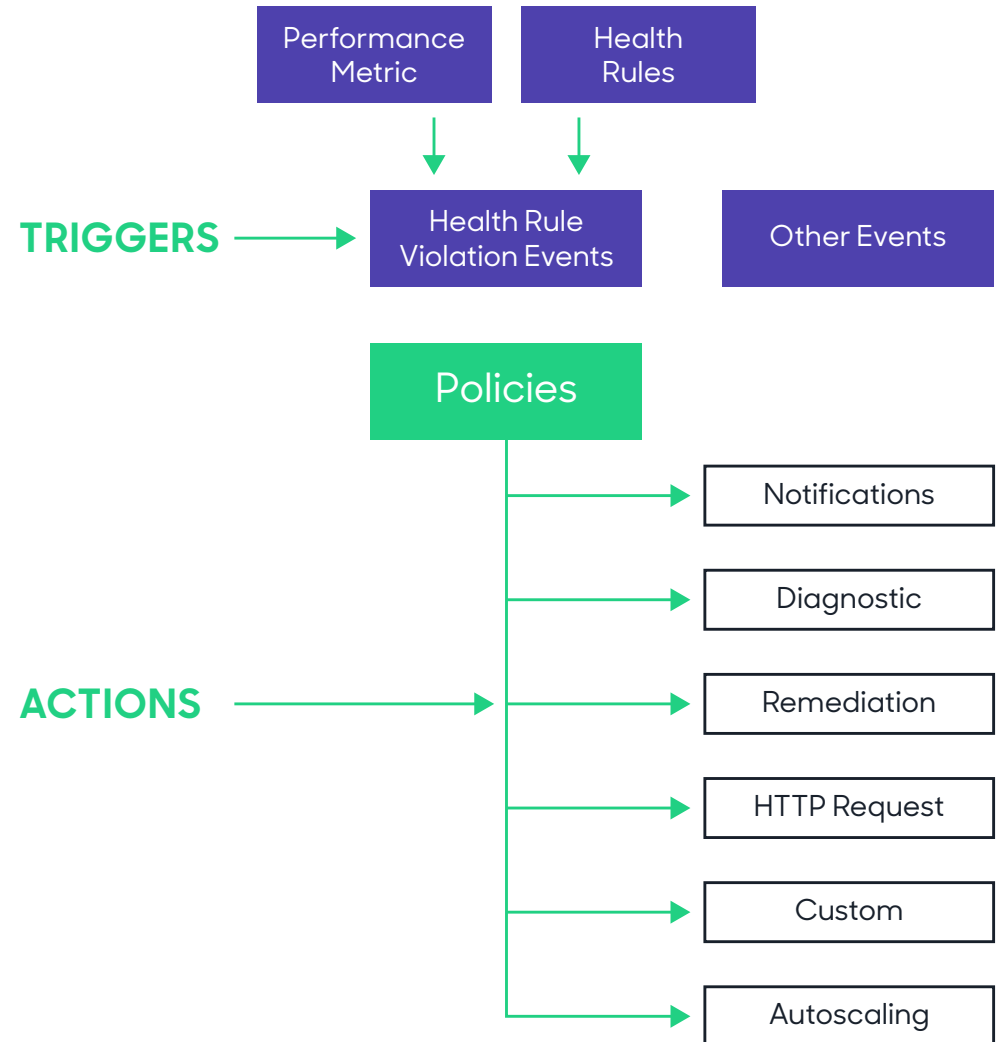 Performance
Metric
Health
Rules
TRIGGERS
Health Rule
Violation Events
Other Events
Policies
Notifications
Diagnostic
ACTIONS
Remediation
HTTP Request
Custom
Autoscaling